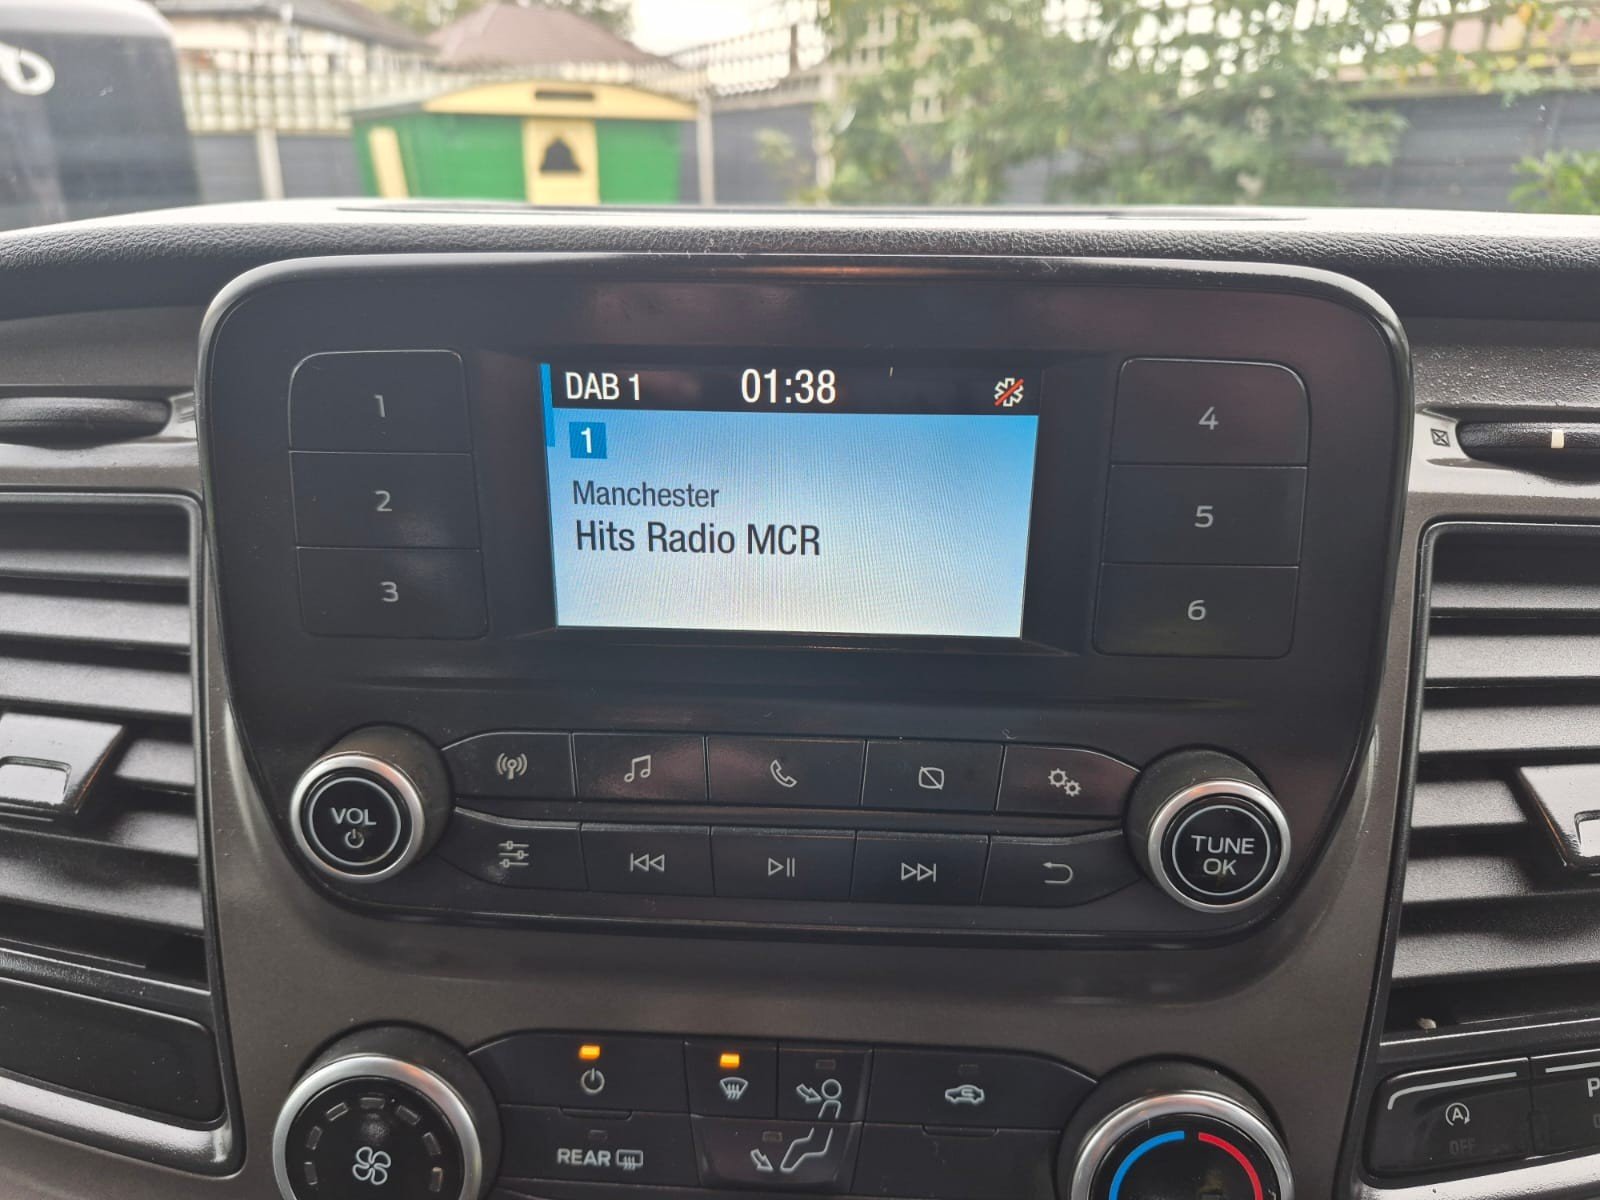 DAB 1 01:38
1
Manchester
Hits Radio MCR
1
2
3
4
5
6
VOL
TUNE
OK
REAR
A
OFF
P